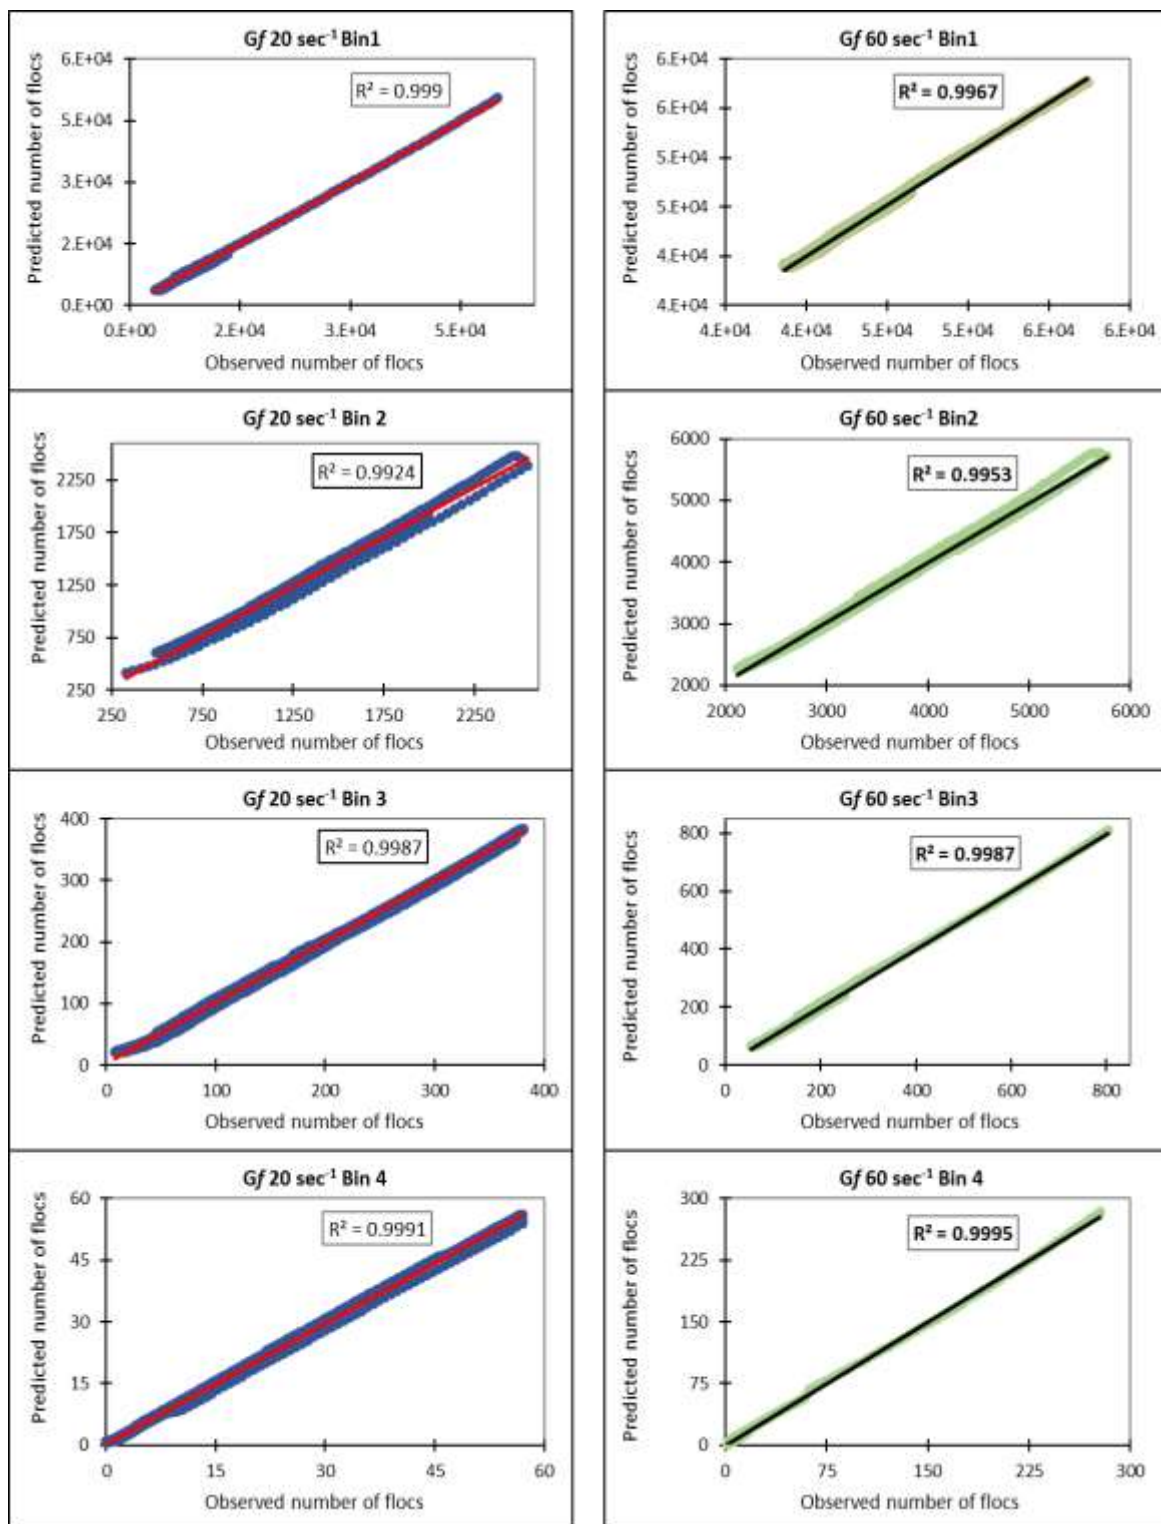 Gf 20 sec⁻¹ Bin1
R² = 0.999
Predicted number of flocs
6.E+04
5.E+04
3.E+04
2.E+04
0.E+00
0.E+00 2.E+04 3.E+04 5.E+04
Observed number of flocs
Gf 60 sec⁻¹ Bin1
R² = 0.9967
Predicted number of flocs
6.E+04
6.E+04
5.E+04
5.E+04
4.E+04
4.E+04
4.E+04 4.E+04 5.E+04 5.E+04 6.E+04 6.E+04
Observed number of flocs
Gf 20 sec⁻¹ Bin 2
R² = 0.9924
Predicted number of flocs
2250
1750
1250
750
250
250 750 1250 1750 2250
Observed number of flocs
Gf 60 sec⁻¹ Bin2
R² = 0.9953
Predicted number of flocs
6000
5000
4000
3000
2000
2000 3000 4000 5000 6000
Observed number of flocs
Gf 20 sec⁻¹ Bin 3
R² = 0.9987
Predicted number of flocs
400
300
200
100
0
0 100 200 300 400
Observed number of flocs
Gf 60 sec⁻¹ Bin3
R² = 0.9987
Predicted number of flocs
800
600
400
200
0
0 200 400 600 800
Observed number of flocs
Gf 20 sec⁻¹ Bin 4
R² = 0.9991
Predicted number of flocs
60
45
30
15
0
0 15 30 45 60
Observed number of flocs
Gf 60 sec⁻¹ Bin 4
R² = 0.9995
Predicted number of flocs
300
225
150
75
0
0 75 150 225 300
Observed number of flocs